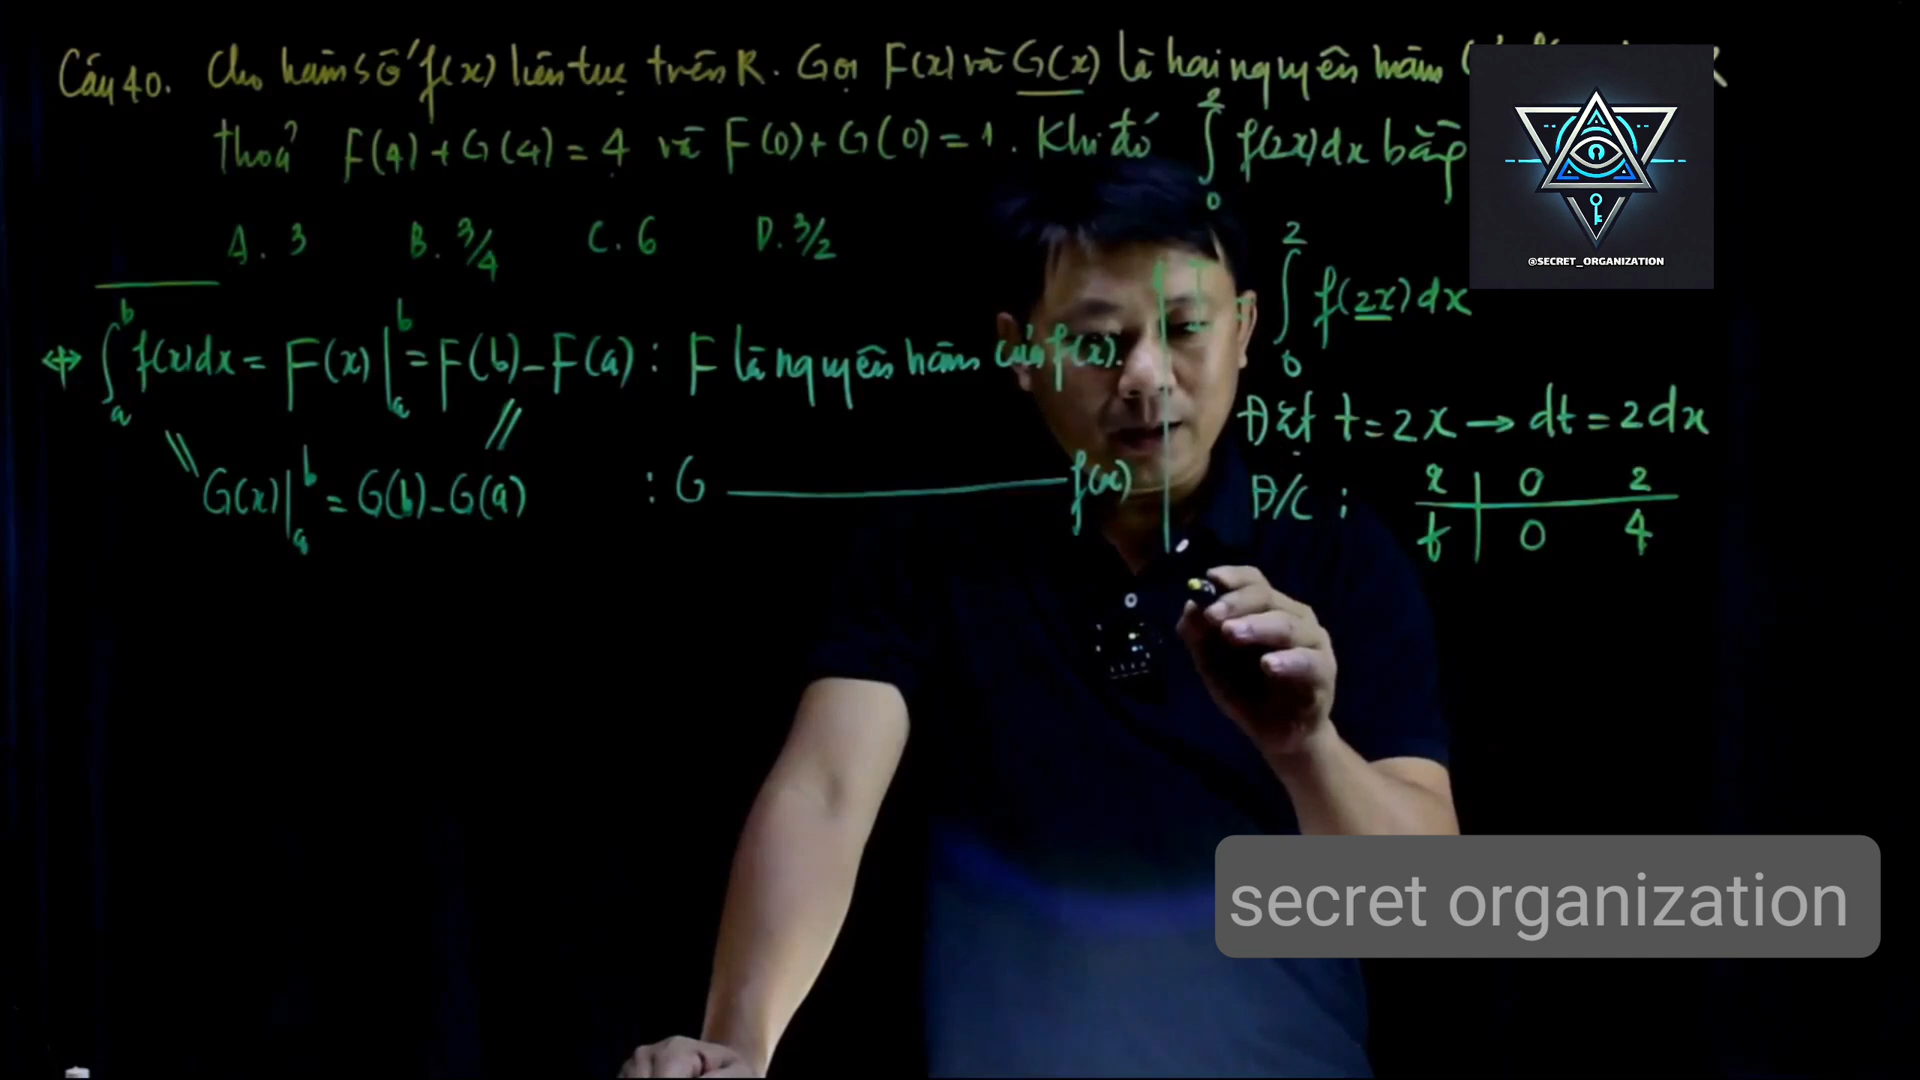 Câu 40. Cho hàm số f(x) liên tục trên R. Gọi F(x) và G(x) là hai nguyên hàm R
thoả F(4) + G(4) = 4 và F(0) + G(0) = 1. Khi đó ∫₀² f(2x)dx bằng
A. 3 B. 3/4 C. 6 D. 3/2
@SECRET_ORGANIZATION
∫ₐᵇ f(x)dx = F(x)|ₐᵇ = F(b) - F(a) : F là nguyên hàm của f(x).
G(x)|ₐᵇ = G(b) - G(a) : G ——— f(x)
I = ∫₀² f(2x)dx
Đặt t = 2x → dt = 2dx
Đ/C : x | 0 2
t | 0 4
secret organization